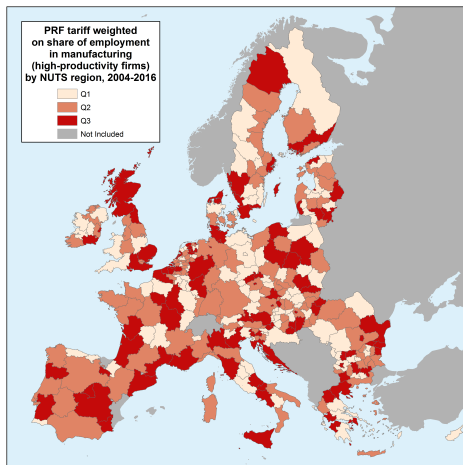 PRF tariff weighted
on share of employment
in manufacturing
(high-productivity firms)
by NUTS region, 2004-2016
Q1
Q2
Q3
Not Included